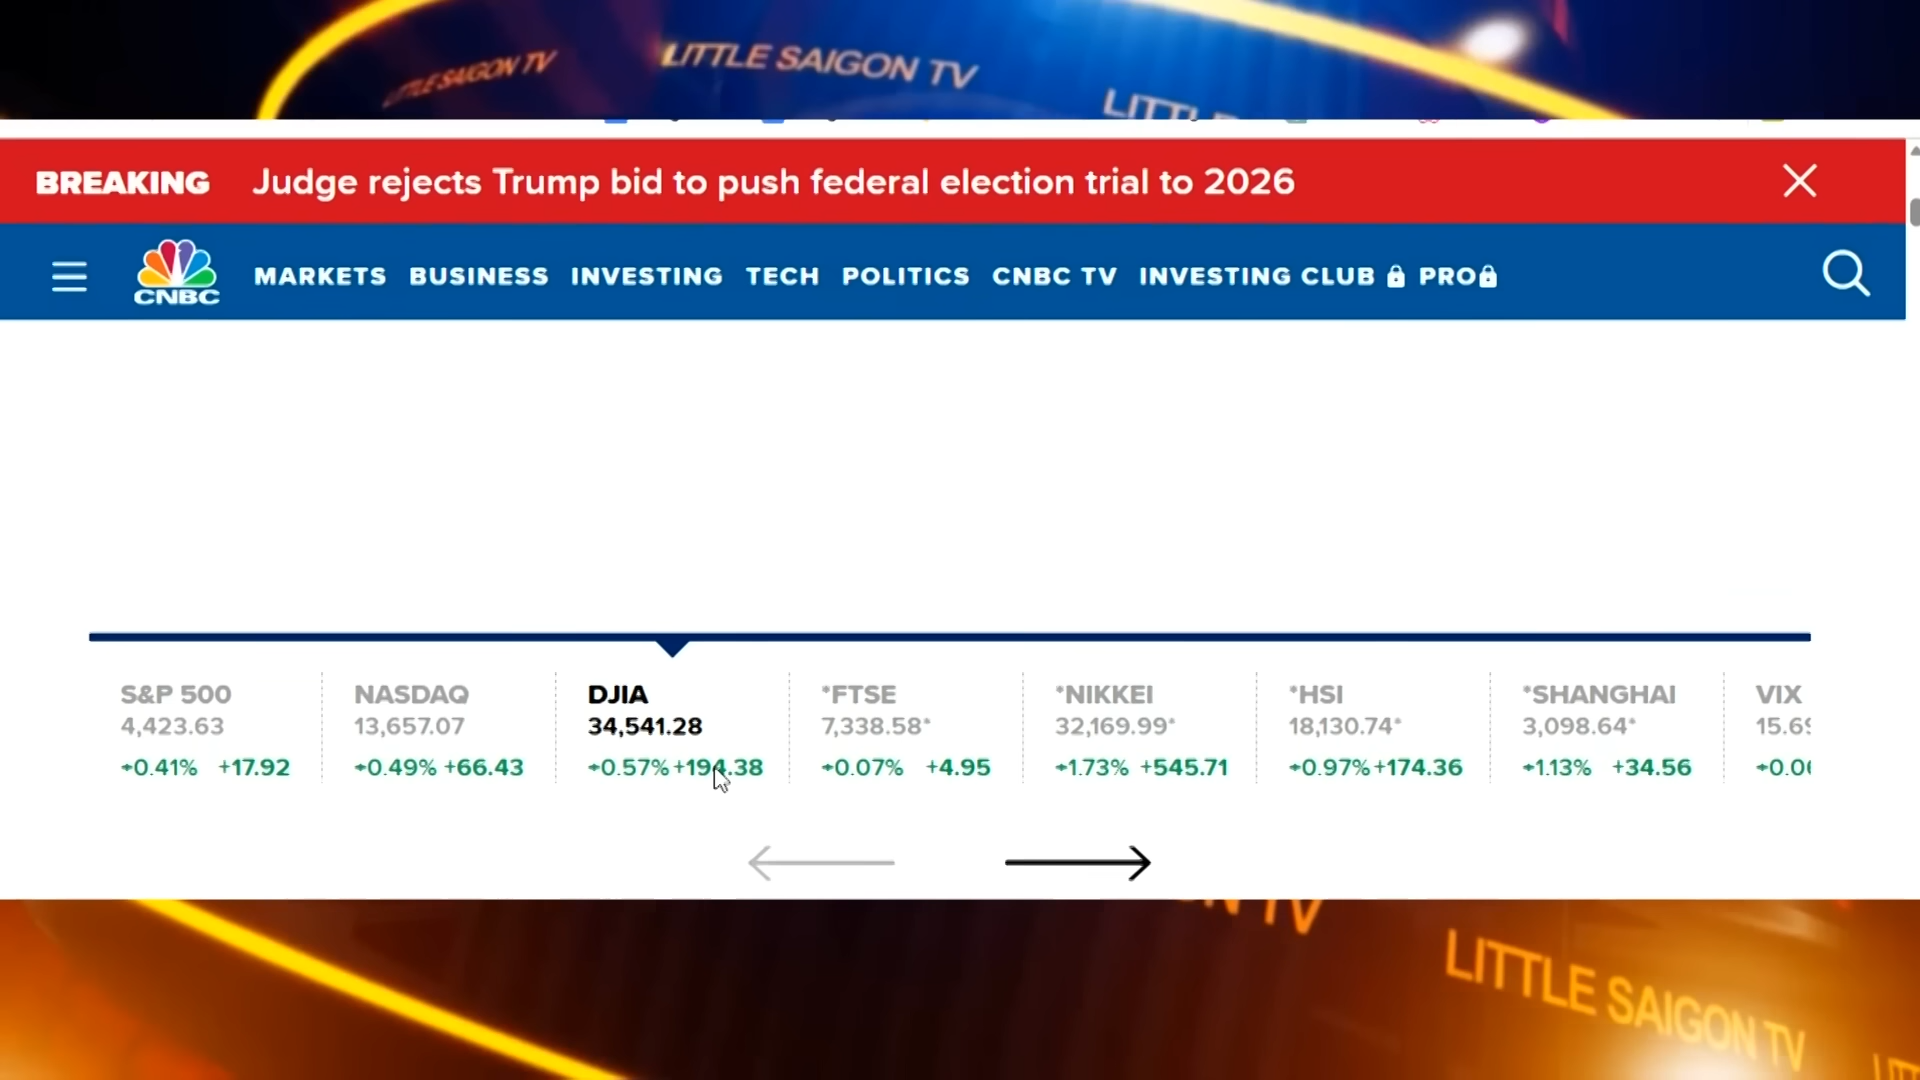 LITTLE SAIGON TV
LITTLE SAIGON TV
BREAKING Judge rejects Trump bid to push federal election trial to 2026
CNBC MARKETS BUSINESS INVESTING TECH POLITICS CNBC TV INVESTING CLUB PRO
S&P 500 NASDAQ DJIA *FTSE *NIKKEI *HSI *SHANGHAI VIX
4,423.63 13,657.07 34,541.28 7,338.58* 32,169.99* 18,130.74* 3,098.64*
+0.41% +17.92 +0.49% +66.43 +0.57% +194.38 +0.07% +4.95 +1.73% +545.71 +0.97% +174.36 +1.13% +34.56
TV
LITTLE SAIGON TV